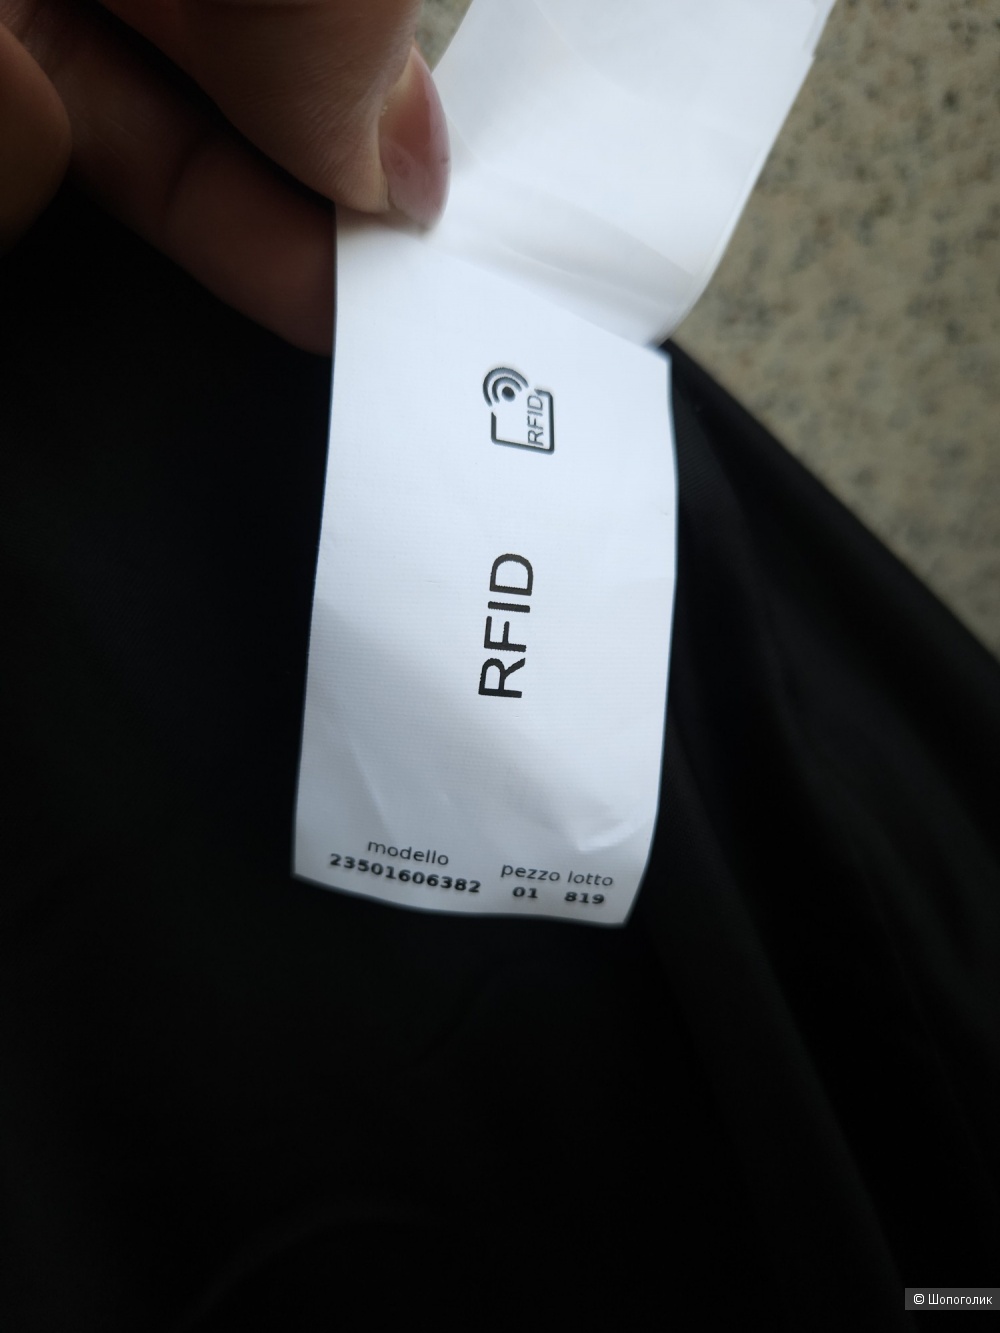 RFID
RFID
modello pezzo lotto
23501606382 01 819
© Шопоголик